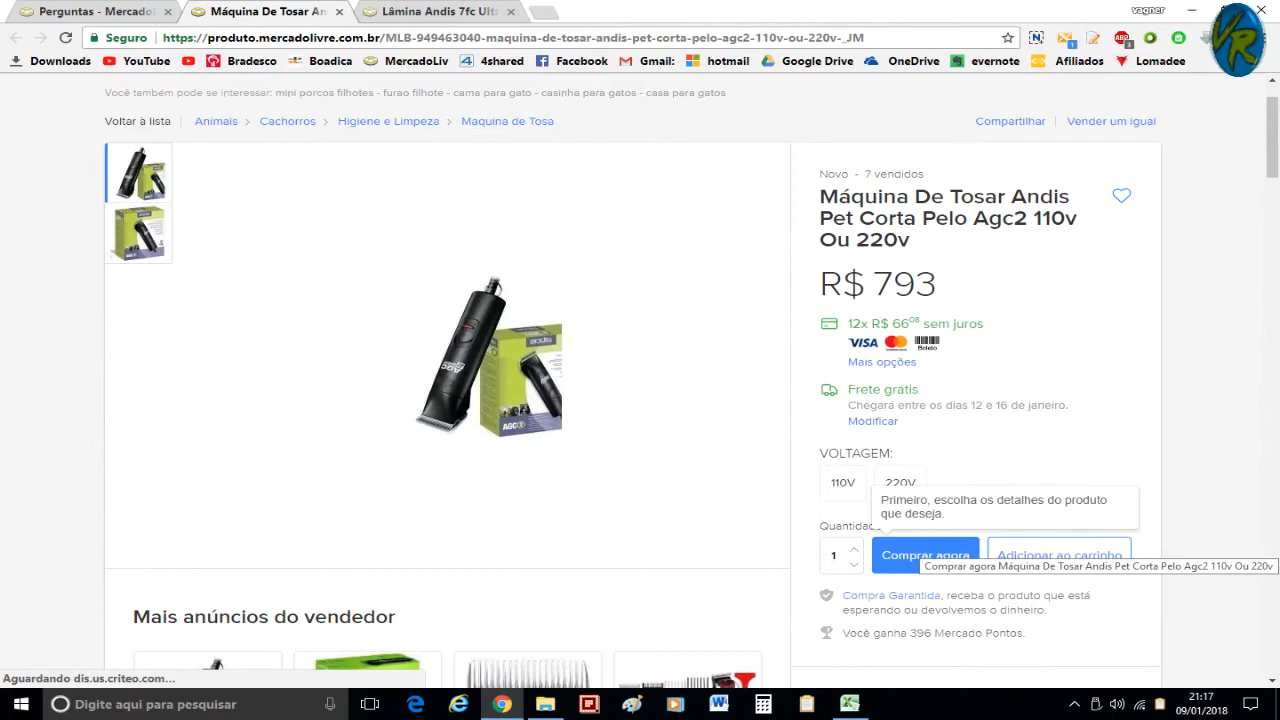 Perguntas - Mercado
Máquina De Tosar An
Lâmina Andis 7fc Ult
vagner
Seguro
https://produto.mercadolivre.com.br/MLB-949463040-maquina-de-tosar-andis-pet-corta-pelo-agc2-110v-ou-220v-_JM
Downloads YouTube Bradesco Boadica MercadoLiv 4shared Facebook Gmail: hotmail Google Drive OneDrive evernote Afiliados Lomadee
Você também pode se interessar: mini porcos filhotes - furao filhote - cama para gato - casinha para gatos - casa para gatos
Voltar à lista Animais > Cachorros > Higiene e Limpeza > Maquina de Tosa
Compartilhar Vender um igual
Novo - 7 vendidos
Máquina De Tosar Andis
Pet Corta Pelo Agc2 110v
Ou 220v
R$ 793
12x R$ 6608 sem juros
VISA mastercard Boleto
Mais opções
Frete grátis
Chegará entre os dias 12 e 16 de janeiro.
Modificar
VOLTAGEM:
110V 220V
Primeiro, escolha os detalhes do produto
que deseja.
Quantidad
1 Comprar agora Adicionar ao carrinho
Comprar agora Máquina De Tosar Andis Pet Corta Pelo Agc2 110v Ou 220v
Compra Garantida, receba o produto que está
esperando ou devolvemos o dinheiro.
Você ganha 396 Mercado Pontos.
andis
AGC2
Mais anúncios do vendedor
Aguardando dis.us.criteo.com...
Digite aqui para pesquisar
21:17
09/01/2018
VR